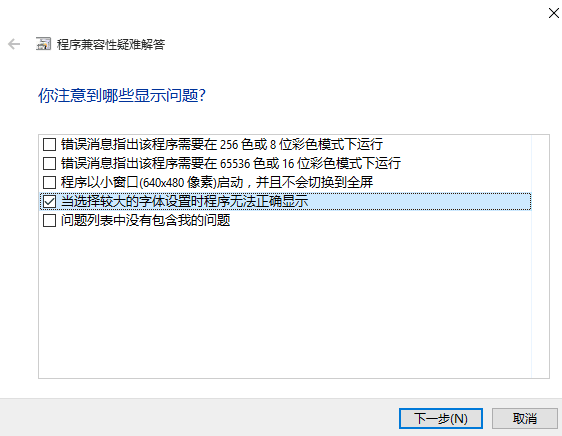 程序兼容性疑难解答
你注意到哪些显示问题?
错误消息指出该程序需要在 256 色或 8 位彩色模式下运行
错误消息指出该程序需要在 65536 色或 16 位彩色模式下运行
程序以小窗口(640x480 像素)启动，并且不会切换到全屏
当选择较大的字体设置时程序无法正确显示
问题列表中没有包含我的问题
下一步(N)
取消